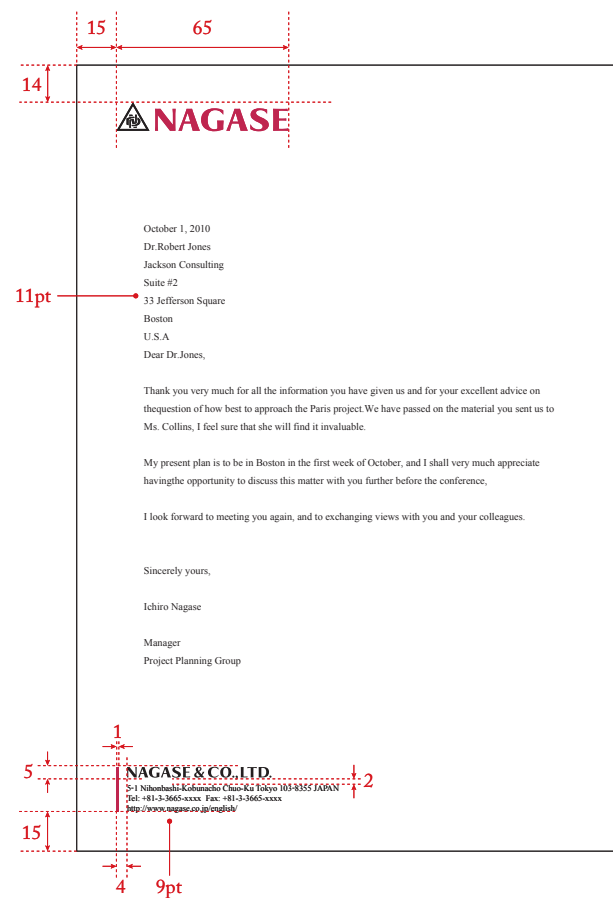 15 65
14
NAGASE
October 1, 2010
Dr.Robert Jones
Jackson Consulting
Suite #2
11pt
33 Jefferson Square
Boston
U.S.A
Dear Dr.Jones,
Thank you very much for all the information you have given us and for your excellent advice on
thequestion of how best to approach the Paris project.We have passed on the material you sent us to
Ms. Collins, I feel sure that she will find it invaluable.
My present plan is to be in Boston in the first week of October, and I shall very much appreciate
havingthe opportunity to discuss this matter with you further before the conference,
I look forward to meeting you again, and to exchanging views with you and your colleagues.
Sincerely yours,
Ichiro Nagase
Manager
Project Planning Group
1
5
NAGASE & CO., LTD.
2
5-1 Nihonbashi-Kobunacho Chuo-Ku Tokyo 103-8355 JAPAN
Tel: +81-3-3665-xxxx Fax: +81-3-3665-xxxx
http://www.nagase.co.jp/english/
15
4 9pt